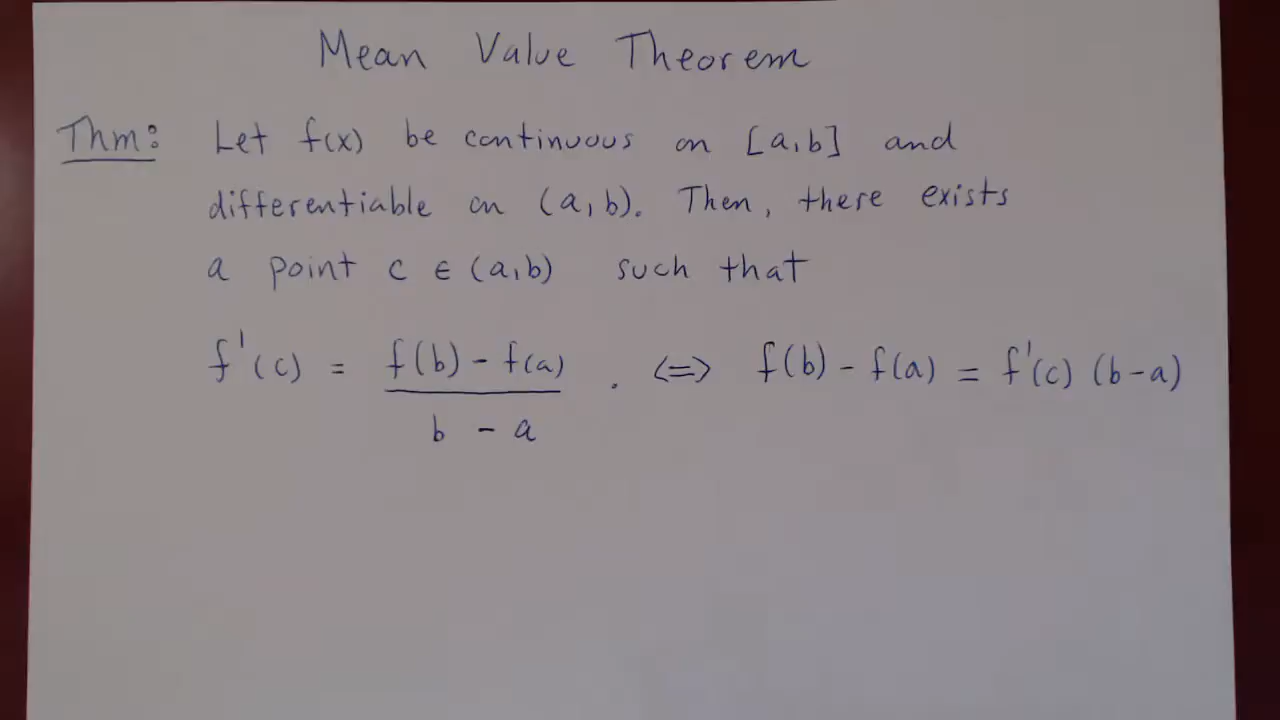 Mean Value Theorem
Thm: Let f(x) be continuous on [a,b] and
differentiable on (a,b). Then, there exists
a point c ∈ (a,b) such that
f'(c) = f(b) - f(a) / b - a . <=> f(b) - f(a) = f'(c) (b-a)